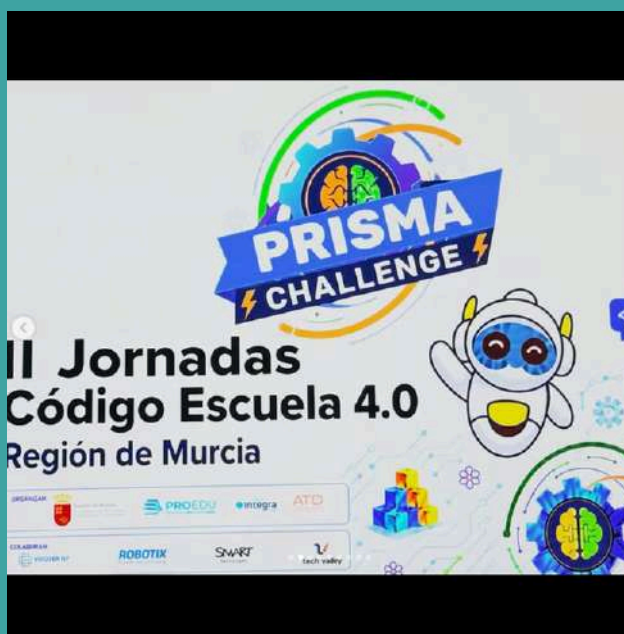 PRISMA
CHALLENGE
II Jornadas
Código Escuela 4.0
Región de Murcia
ORGANIZAN
PROEDU
integra
ATD
COLABORAN
ROBOTIX
SMART
tech valley